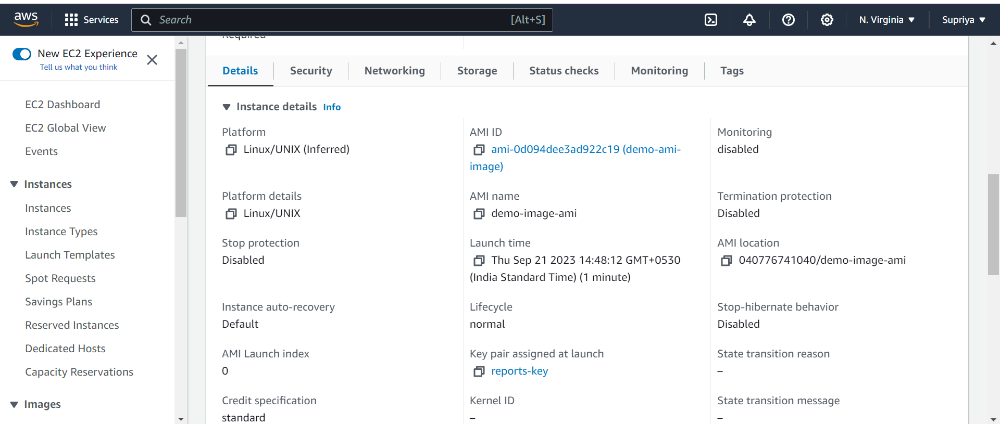 aws Services Search [Alt+S] N. Virginia Supriya
New EC2 Experience
Tell us what you think
EC2 Dashboard
EC2 Global View
Events
Instances
Instances
Instance Types
Launch Templates
Spot Requests
Savings Plans
Reserved Instances
Dedicated Hosts
Capacity Reservations
Images
Required
Details Security Networking Storage Status checks Monitoring Tags
Instance details Info
Platform
Linux/UNIX (Inferred)
AMI ID
ami-0d094dee3ad922c19 (demo-ami-
image)
Monitoring
disabled
Platform details
Linux/UNIX
AMI name
demo-image-ami
Termination protection
Disabled
Stop protection
Disabled
Launch time
Thu Sep 21 2023 14:48:12 GMT+0530
(India Standard Time) (1 minute)
AMI location
040776741040/demo-image-ami
Instance auto-recovery
Default
Lifecycle
normal
Stop-hibernate behavior
Disabled
AMI Launch index
0
Key pair assigned at launch
reports-key
State transition reason
–
Credit specification
standard
Kernel ID
–
State transition message
–